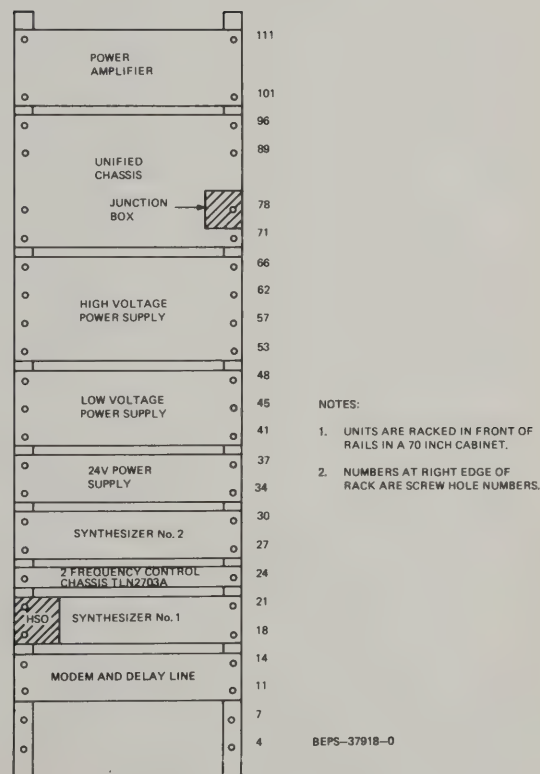 111
POWER
AMPLIFIER
101
96
89
UNIFIED
CHASSIS
JUNCTION
BOX
78
71
66
62
HIGH VOLTAGE
POWER SUPPLY
57
53
48
LOW VOLTAGE
POWER SUPPLY
45
41
37
24V POWER
SUPPLY
34
30
SYNTHESIZER No. 2
27
2 FREQUENCY CONTROL
CHASSIS TLN2703A
24
21
HSO
SYNTHESIZER No. 1
18
14
MODEM AND DELAY LINE
11
7
4
NOTES:
1. UNITS ARE RACKED IN FRONT OF
RAILS IN A 70 INCH CABINET.
2. NUMBERS AT RIGHT EDGE OF
RACK ARE SCREW HOLE NUMBERS.
BEPS-37918-0